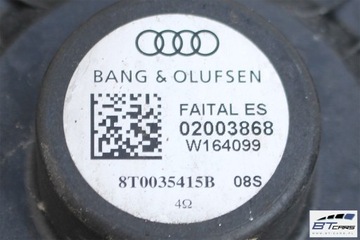 BANG & OLUFSEN
FAITAL ES
02003868
W164099
8T0035415B 08S
4Ω
BTCARS